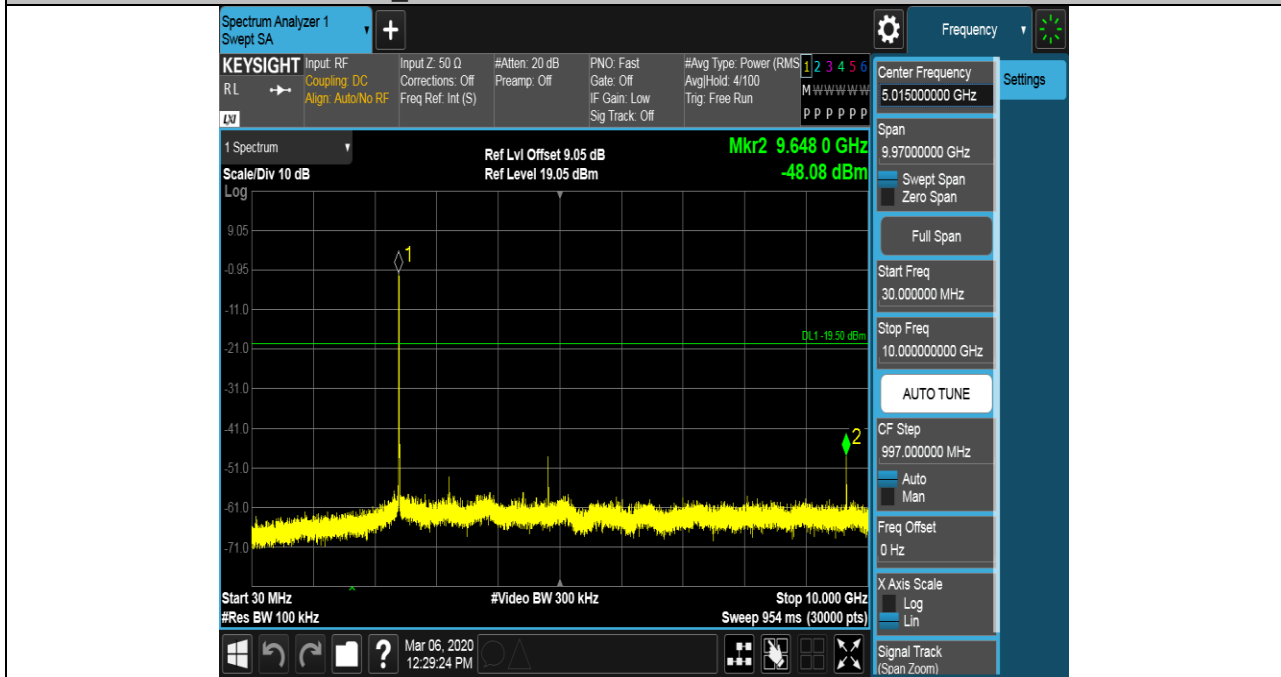 Spectrum Analyzer 1
Swept SA
+
Frequency
KEYSIGHT
RL
LXI
Input: RF
Coupling: DC
Align: Auto/No RF
Input Z: 50 Ω
Corrections: Off
Freq Ref: Int (S)
#Atten: 20 dB
Preamp: Off
PNO: Fast
Gate: Off
IF Gain: Low
Sig Track: Off
#Avg Type: Power (RMS
Avg|Hold: 4/100
Trig: Free Run
1 2 3 4 5 6
M W W W W W
P P P P P P
1 Spectrum
Scale/Div 10 dB
Ref Lvl Offset 9.05 dB
Ref Level 19.05 dBm
Mkr2 9.648 0 GHz
-48.08 dBm
Log
9.05
-0.95
-11.0
-21.0
-31.0
-41.0
-51.0
-61.0
-71.0
1
DL1 -19.50 dBm
2
Start 30 MHz
#Res BW 100 kHz
#Video BW 300 kHz
Stop 10.000 GHz
Sweep 954 ms (30000 pts)
?
Mar 06, 2020
12:29:24 PM
Center Frequency
5.015000000 GHz
Settings
Span
9.97000000 GHz
Swept Span
Zero Span
Full Span
Start Freq
30.000000 MHz
Stop Freq
10.000000000 GHz
AUTO TUNE
CF Step
997.000000 MHz
Auto
Man
Freq Offset
0 Hz
X Axis Scale
Log
Lin
Signal Track
(Span Zoom)